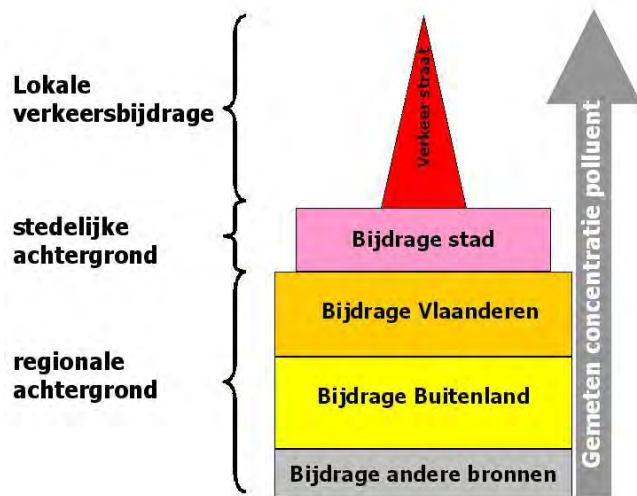 Lokale
verkeersbijdrage
Verkeer straat
stedelijke
achtergrond
Bijdrage stad
Bijdrage Vlaanderen
regionale
achtergrond
Bijdrage Buitenland
Bijdrage andere bronnen
Gemeten concentratie polluent